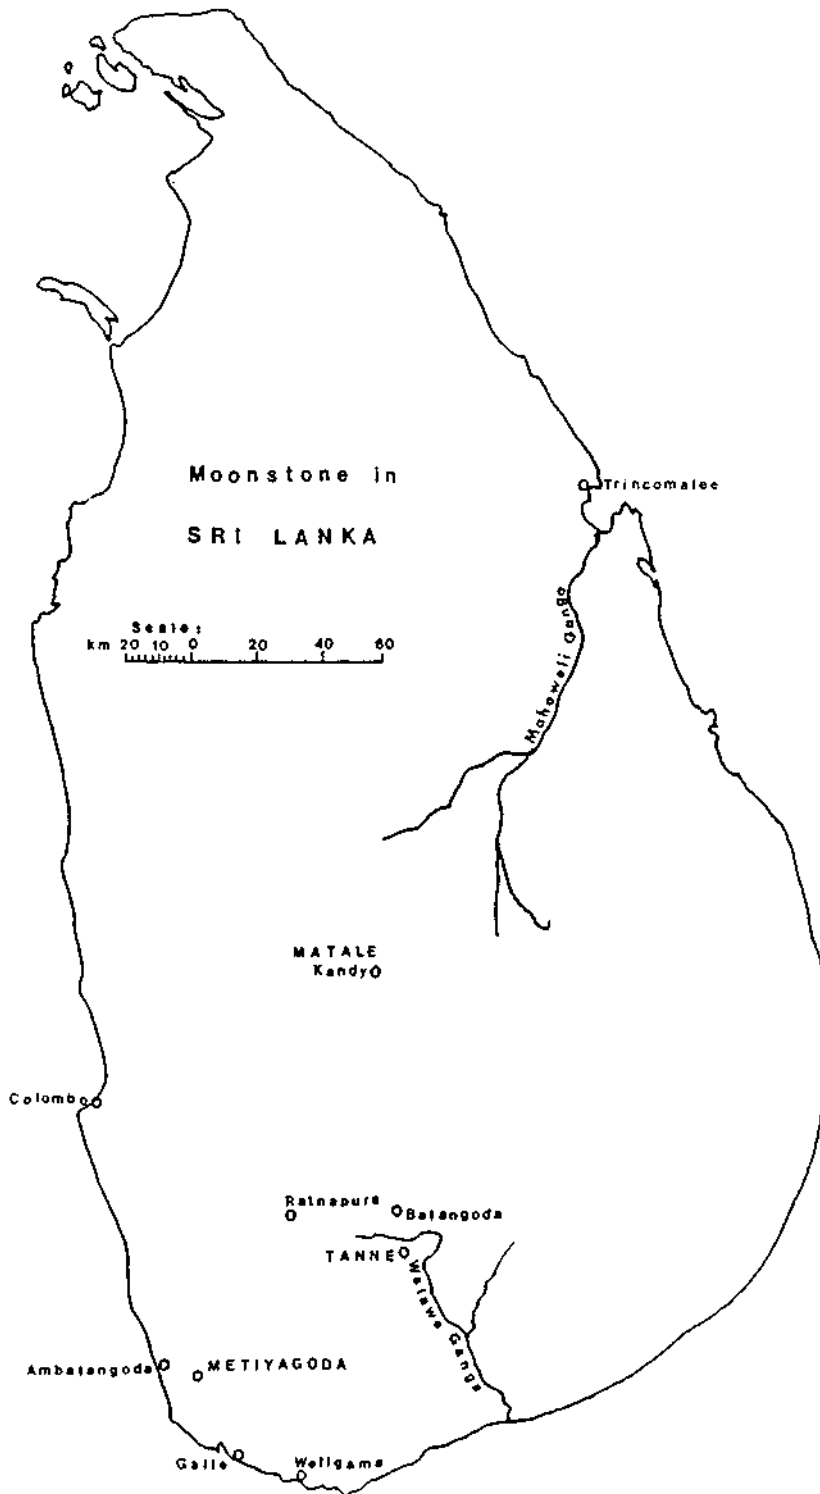 Moonstone in
SRI LANKA
Trincomalee
Scale:
km 20 10 0 20 40 60
Mahaweli Ganga
MATALE
Kandy
Colombo
Ratnapura
Balangoda
TANNE
Walawe Ganga
Ambalangoda
METIYAGODA
Galle
Weligama